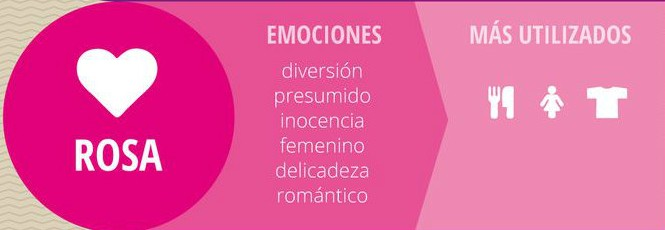 ROSA
EMOCIONES
diversión
presumido
inocencia
femenino
delicadeza
romántico
MÁS UTILIZADOS